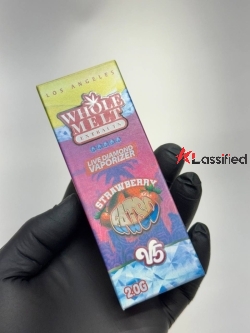 LOS ANGELES
WHOLE
MELT
EXTRACTS
LIVE DIAMOND
VAPORIZER
STRAWBERRY
V5
2.0G
KLassified